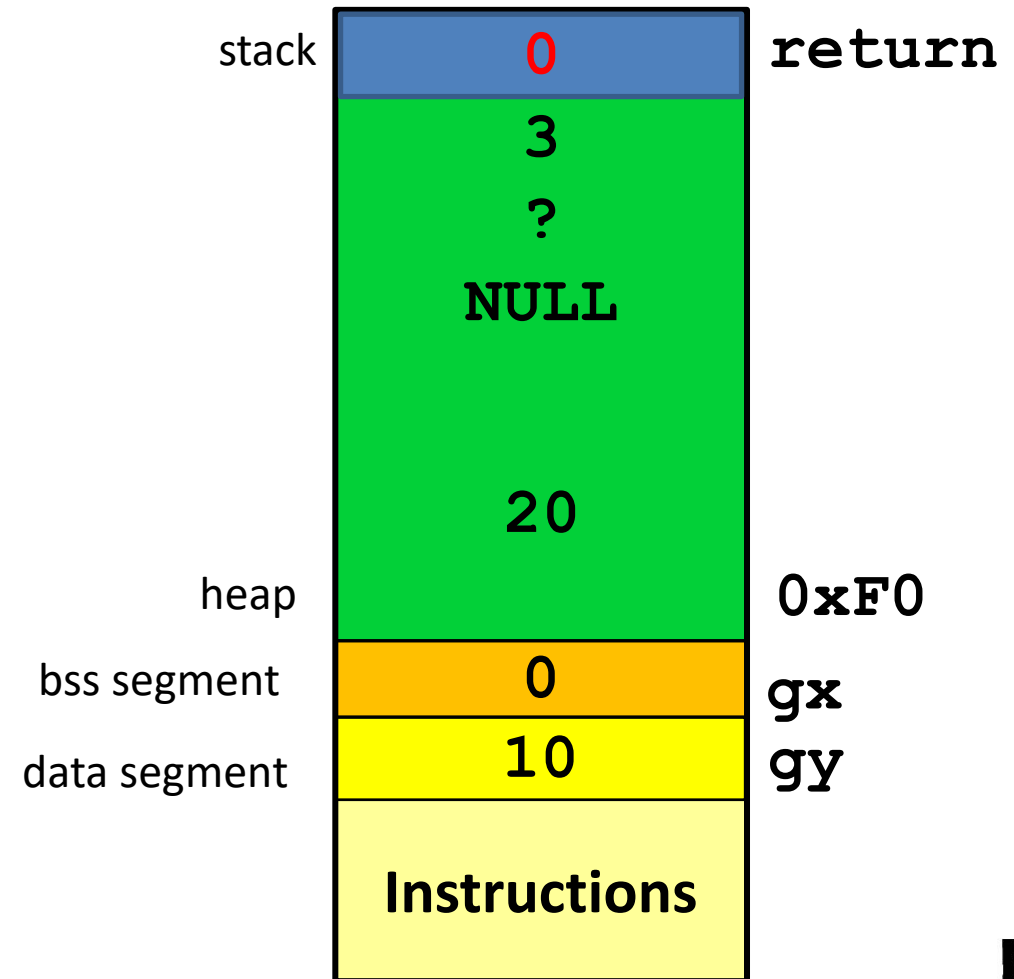 stack 0 return
3
?
NULL
20
heap 0xF0
bss segment 0 gx
data segment 10 gy
Instructions